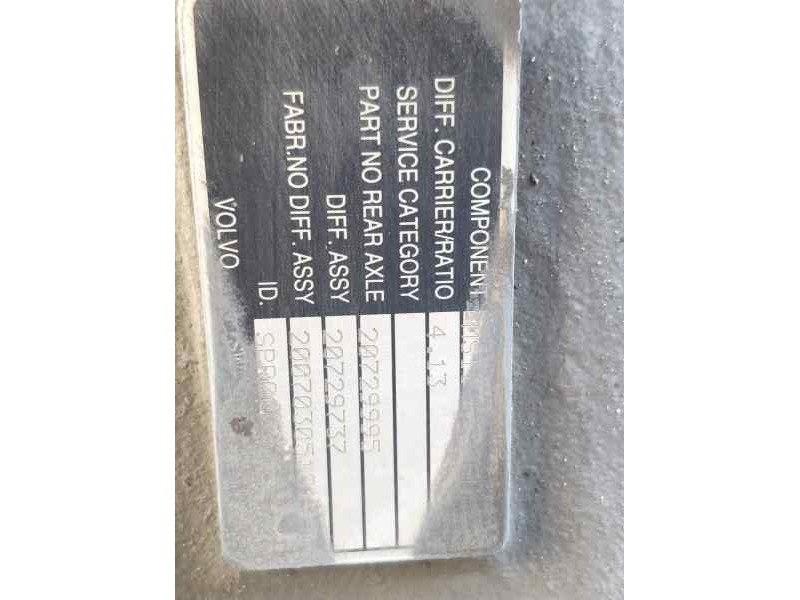 COMPONENT
DIFF. CARRIER/RATIO 4.13
SERVICE CATEGORY
PART NO REAR AXLE 20729995
DIFF. ASSY 20729737
FABR.NO DIFF. ASSY
ID.
VOLVO